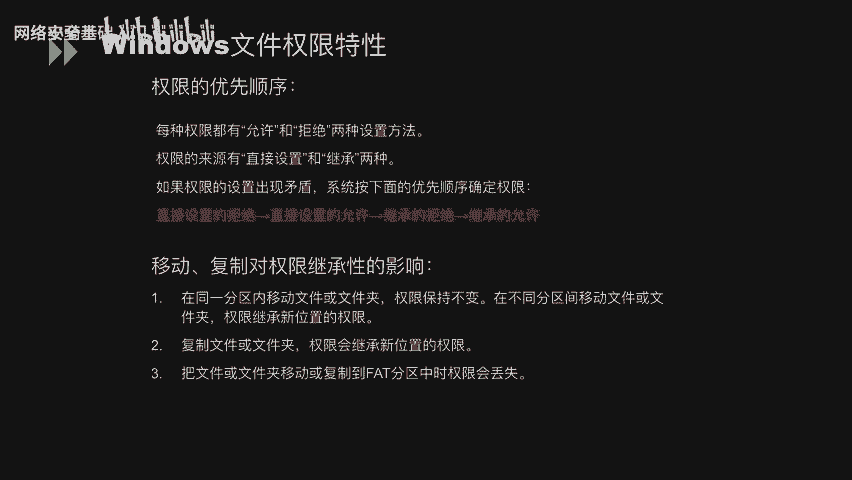 网络安全基础入门
Windows文件权限特性
权限的优先顺序：
每种权限都有“允许”和“拒绝”两种设置方法。
权限的来源有“直接设置”和“继承”两种。
如果权限的设置出现矛盾，系统按下面的优先顺序确定权限：
直接设置的拒绝→直接设置的允许→继承的拒绝→继承的允许
移动、复制对权限继承性的影响：
1. 在同一分区内移动文件或文件夹，权限保持不变。在不同分区间移动文件或文
件夹，权限继承新位置的权限。
2. 复制文件或文件夹，权限会继承新位置的权限。
3. 把文件或文件夹移动或复制到FAT分区中时权限会丢失。